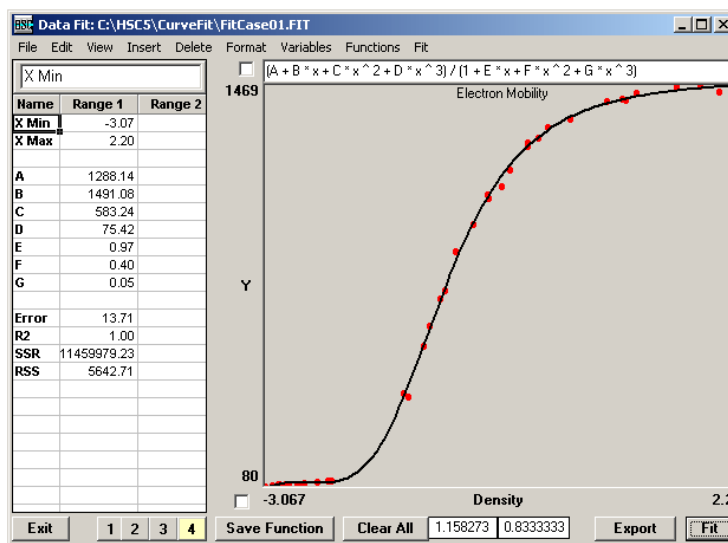 HSC Data Fit: C:\HSC5\CurveFit\FitCase01.FIT
File Edit View Insert Delete Format Variables Functions Fit
X Min
(A + B * x + C * x ^ 2 + D * x ^ 3) / (1 + E * x + F * x ^ 2 + G * x ^ 3)
Name Range 1 Range 2
X Min -3.07
X Max 2.20
A 1288.14
B 1491.08
C 583.24
D 75.42
E 0.97
F 0.40
G 0.05
Error 13.71
R2 1.00
SSR 11459979.23
RSS 5642.71
1469
Electron Mobility
Y
80
-3.067 Density 2.2
Exit 1 2 3 4 Save Function Clear All 1.158273 0.8333333 Export Fit